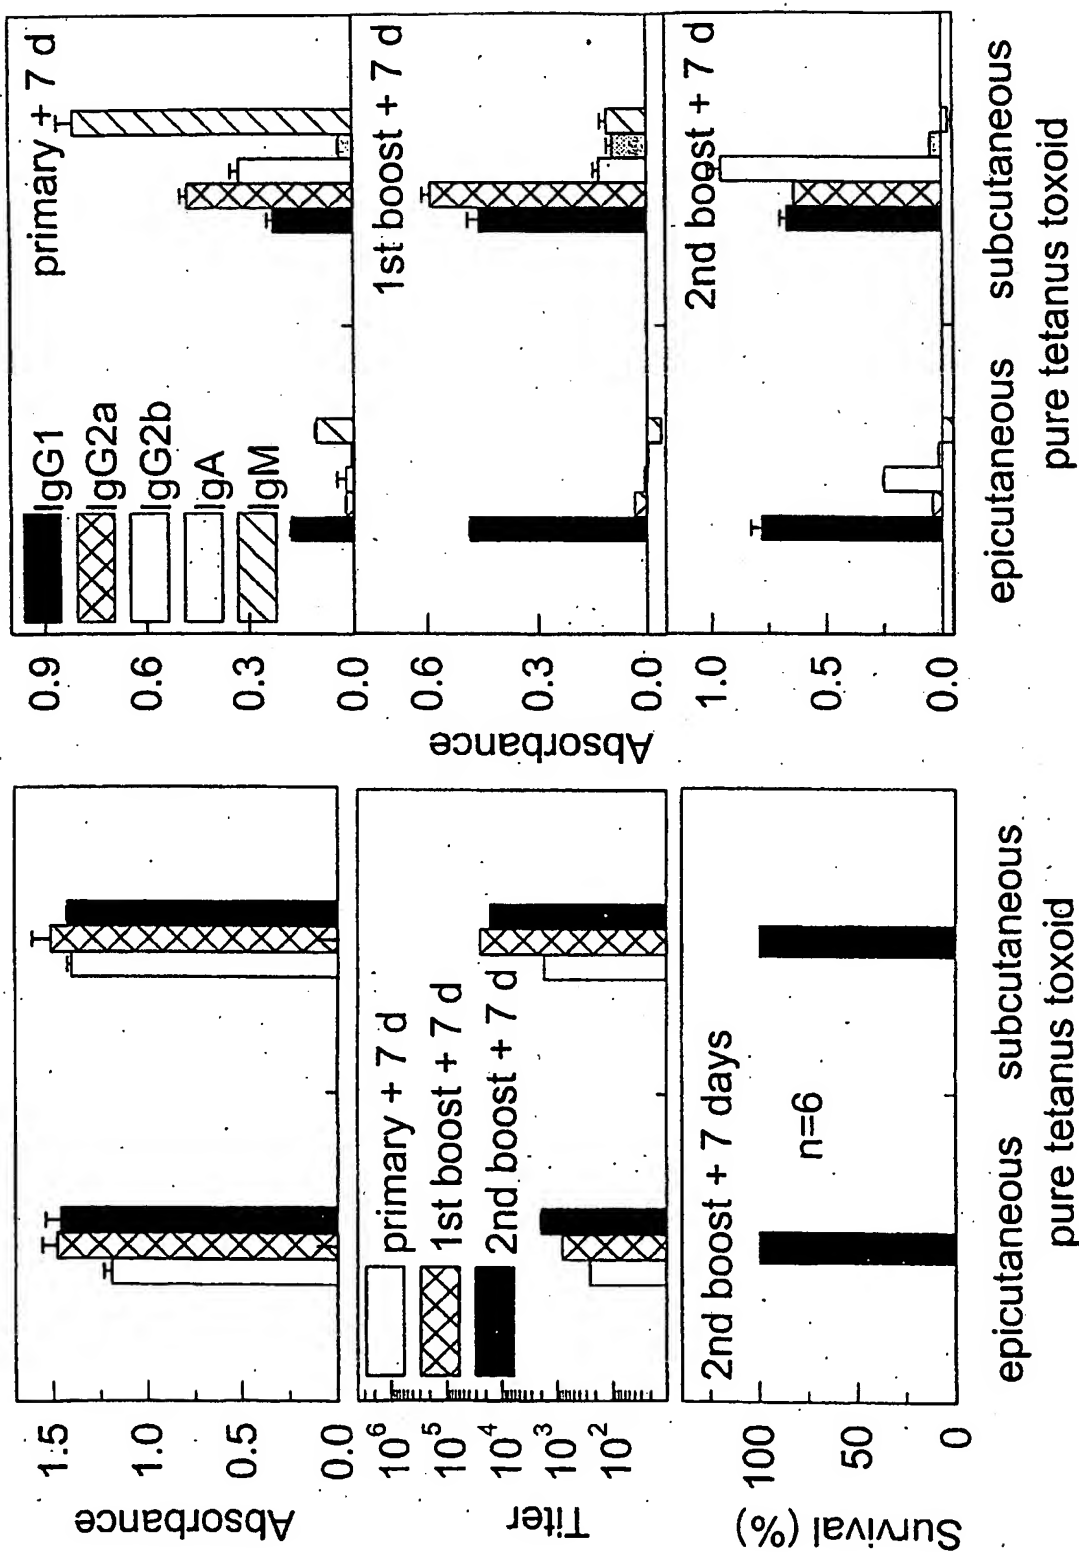 Absorbance
1.5
1.0
0.5
0.0
Titer
10⁶
10⁵
10⁴
10³
10²
primary + 7 d
1st boost + 7 d
2nd boost + 7 d
Survival (%)
100
50
0
2nd boost + 7 days
n=6
epicutaneous subcutaneous
pure tetanus toxoid
Absorbance
0.9
0.6
0.3
0.0
IgG1
IgG2a
IgG2b
IgA
IgM
primary + 7 d
0.6
0.3
0.0
1st boost + 7 d
1.0
0.5
0.0
2nd boost + 7 d
epicutaneous subcutaneous
pure tetanus toxoid